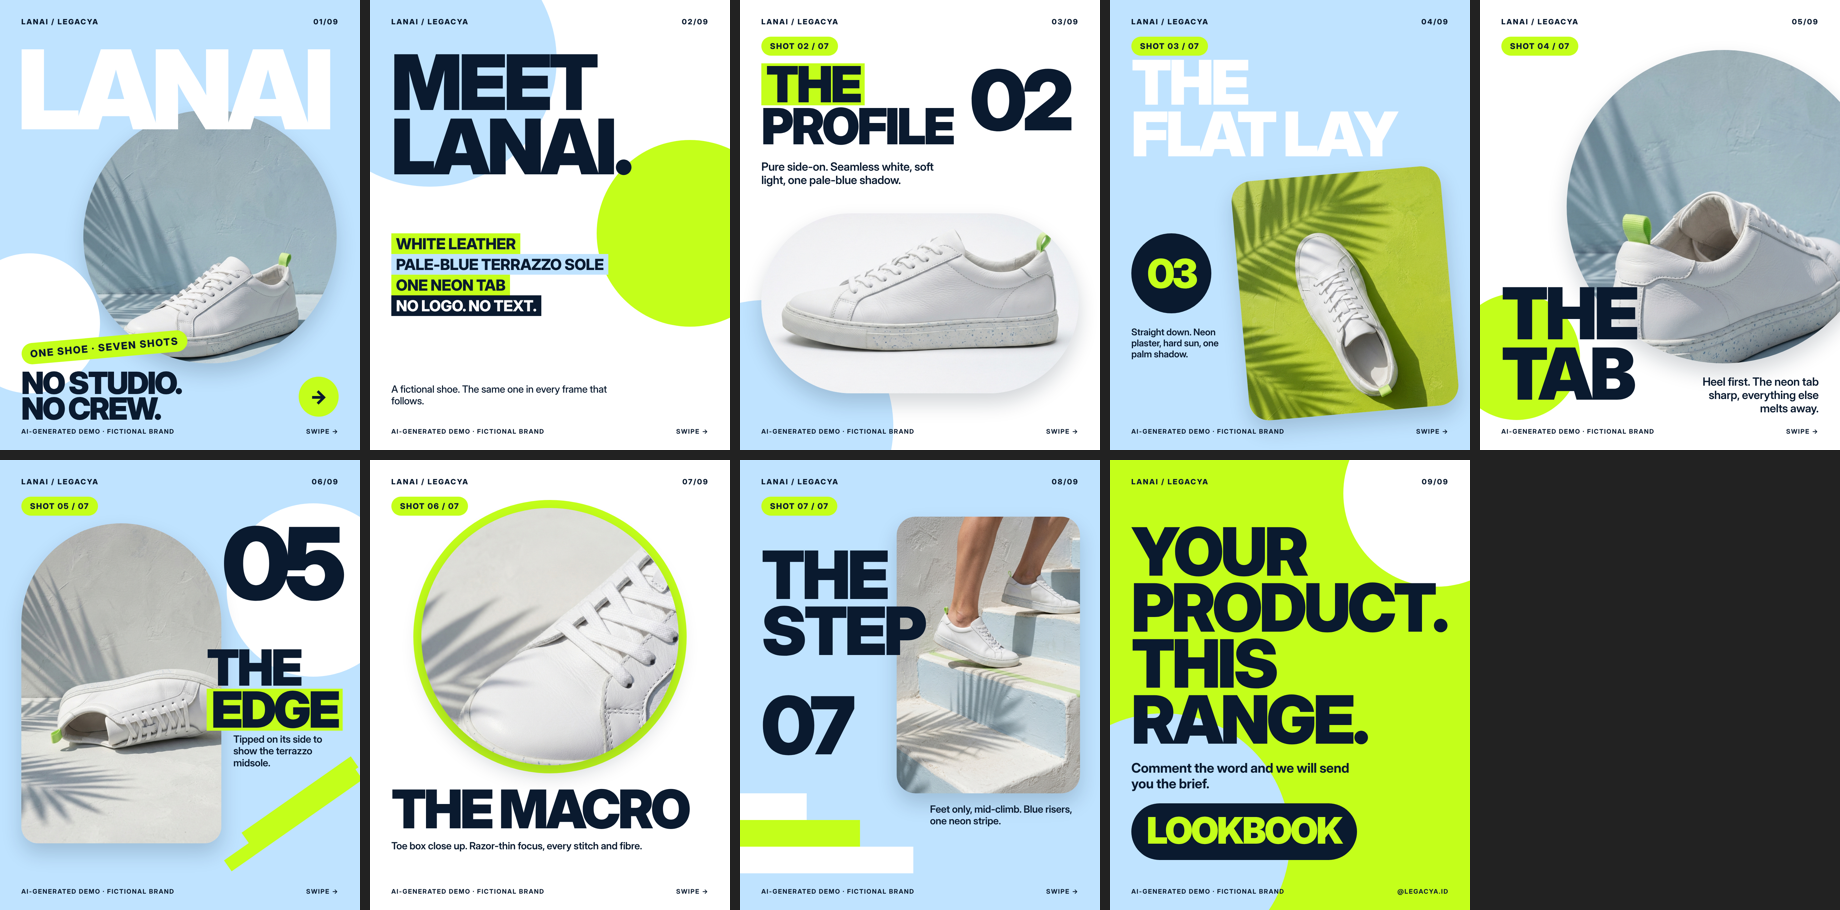 LANAI / LEGACYA
01/09
LANAI
ONE SHOE · SEVEN SHOTS
NO STUDIO.
NO CREW.
→
AI-GENERATED DEMO · FICTIONAL BRAND
SWIPE →
LANAI / LEGACYA
02/09
MEET
LANAI.
WHITE LEATHER
PALE-BLUE TERRAZZO SOLE
ONE NEON TAB
NO LOGO. NO TEXT.
A fictional shoe. The same one in every frame that
follows.
AI-GENERATED DEMO · FICTIONAL BRAND
SWIPE →
LANAI / LEGACYA
03/09
SHOT 02 / 07
THE
PROFILE
02
Pure side-on. Seamless white, soft
light, one pale-blue shadow.
AI-GENERATED DEMO · FICTIONAL BRAND
SWIPE →
LANAI / LEGACYA
04/09
SHOT 03 / 07
THE
FLAT LAY
03
Straight down. Neon
plaster, hard sun, one
palm shadow.
AI-GENERATED DEMO · FICTIONAL BRAND
SWIPE →
LANAI / LEGACYA
05/09
SHOT 04 / 07
THE
TAB
Heel first. The neon tab
sharp, everything else
melts away.
AI-GENERATED DEMO · FICTIONAL BRAND
SWIPE →
LANAI / LEGACYA
06/09
SHOT 05 / 07
05
THE
EDGE
Tipped on its side to
show the terrazzo
midsole.
AI-GENERATED DEMO · FICTIONAL BRAND
SWIPE →
LANAI / LEGACYA
07/09
SHOT 06 / 07
THE MACRO
Toe box close up. Razor-thin focus, every stitch and fibre.
AI-GENERATED DEMO · FICTIONAL BRAND
SWIPE →
LANAI / LEGACYA
08/09
SHOT 07 / 07
THE
STEP
07
Feet only, mid-climb. Blue risers,
one neon stripe.
AI-GENERATED DEMO · FICTIONAL BRAND
SWIPE →
LANAI / LEGACYA
09/09
YOUR
PRODUCT.
THIS
RANGE.
Comment the word and we will send
you the brief.
LOOKBOOK
AI-GENERATED DEMO · FICTIONAL BRAND
@LEGACYA.ID